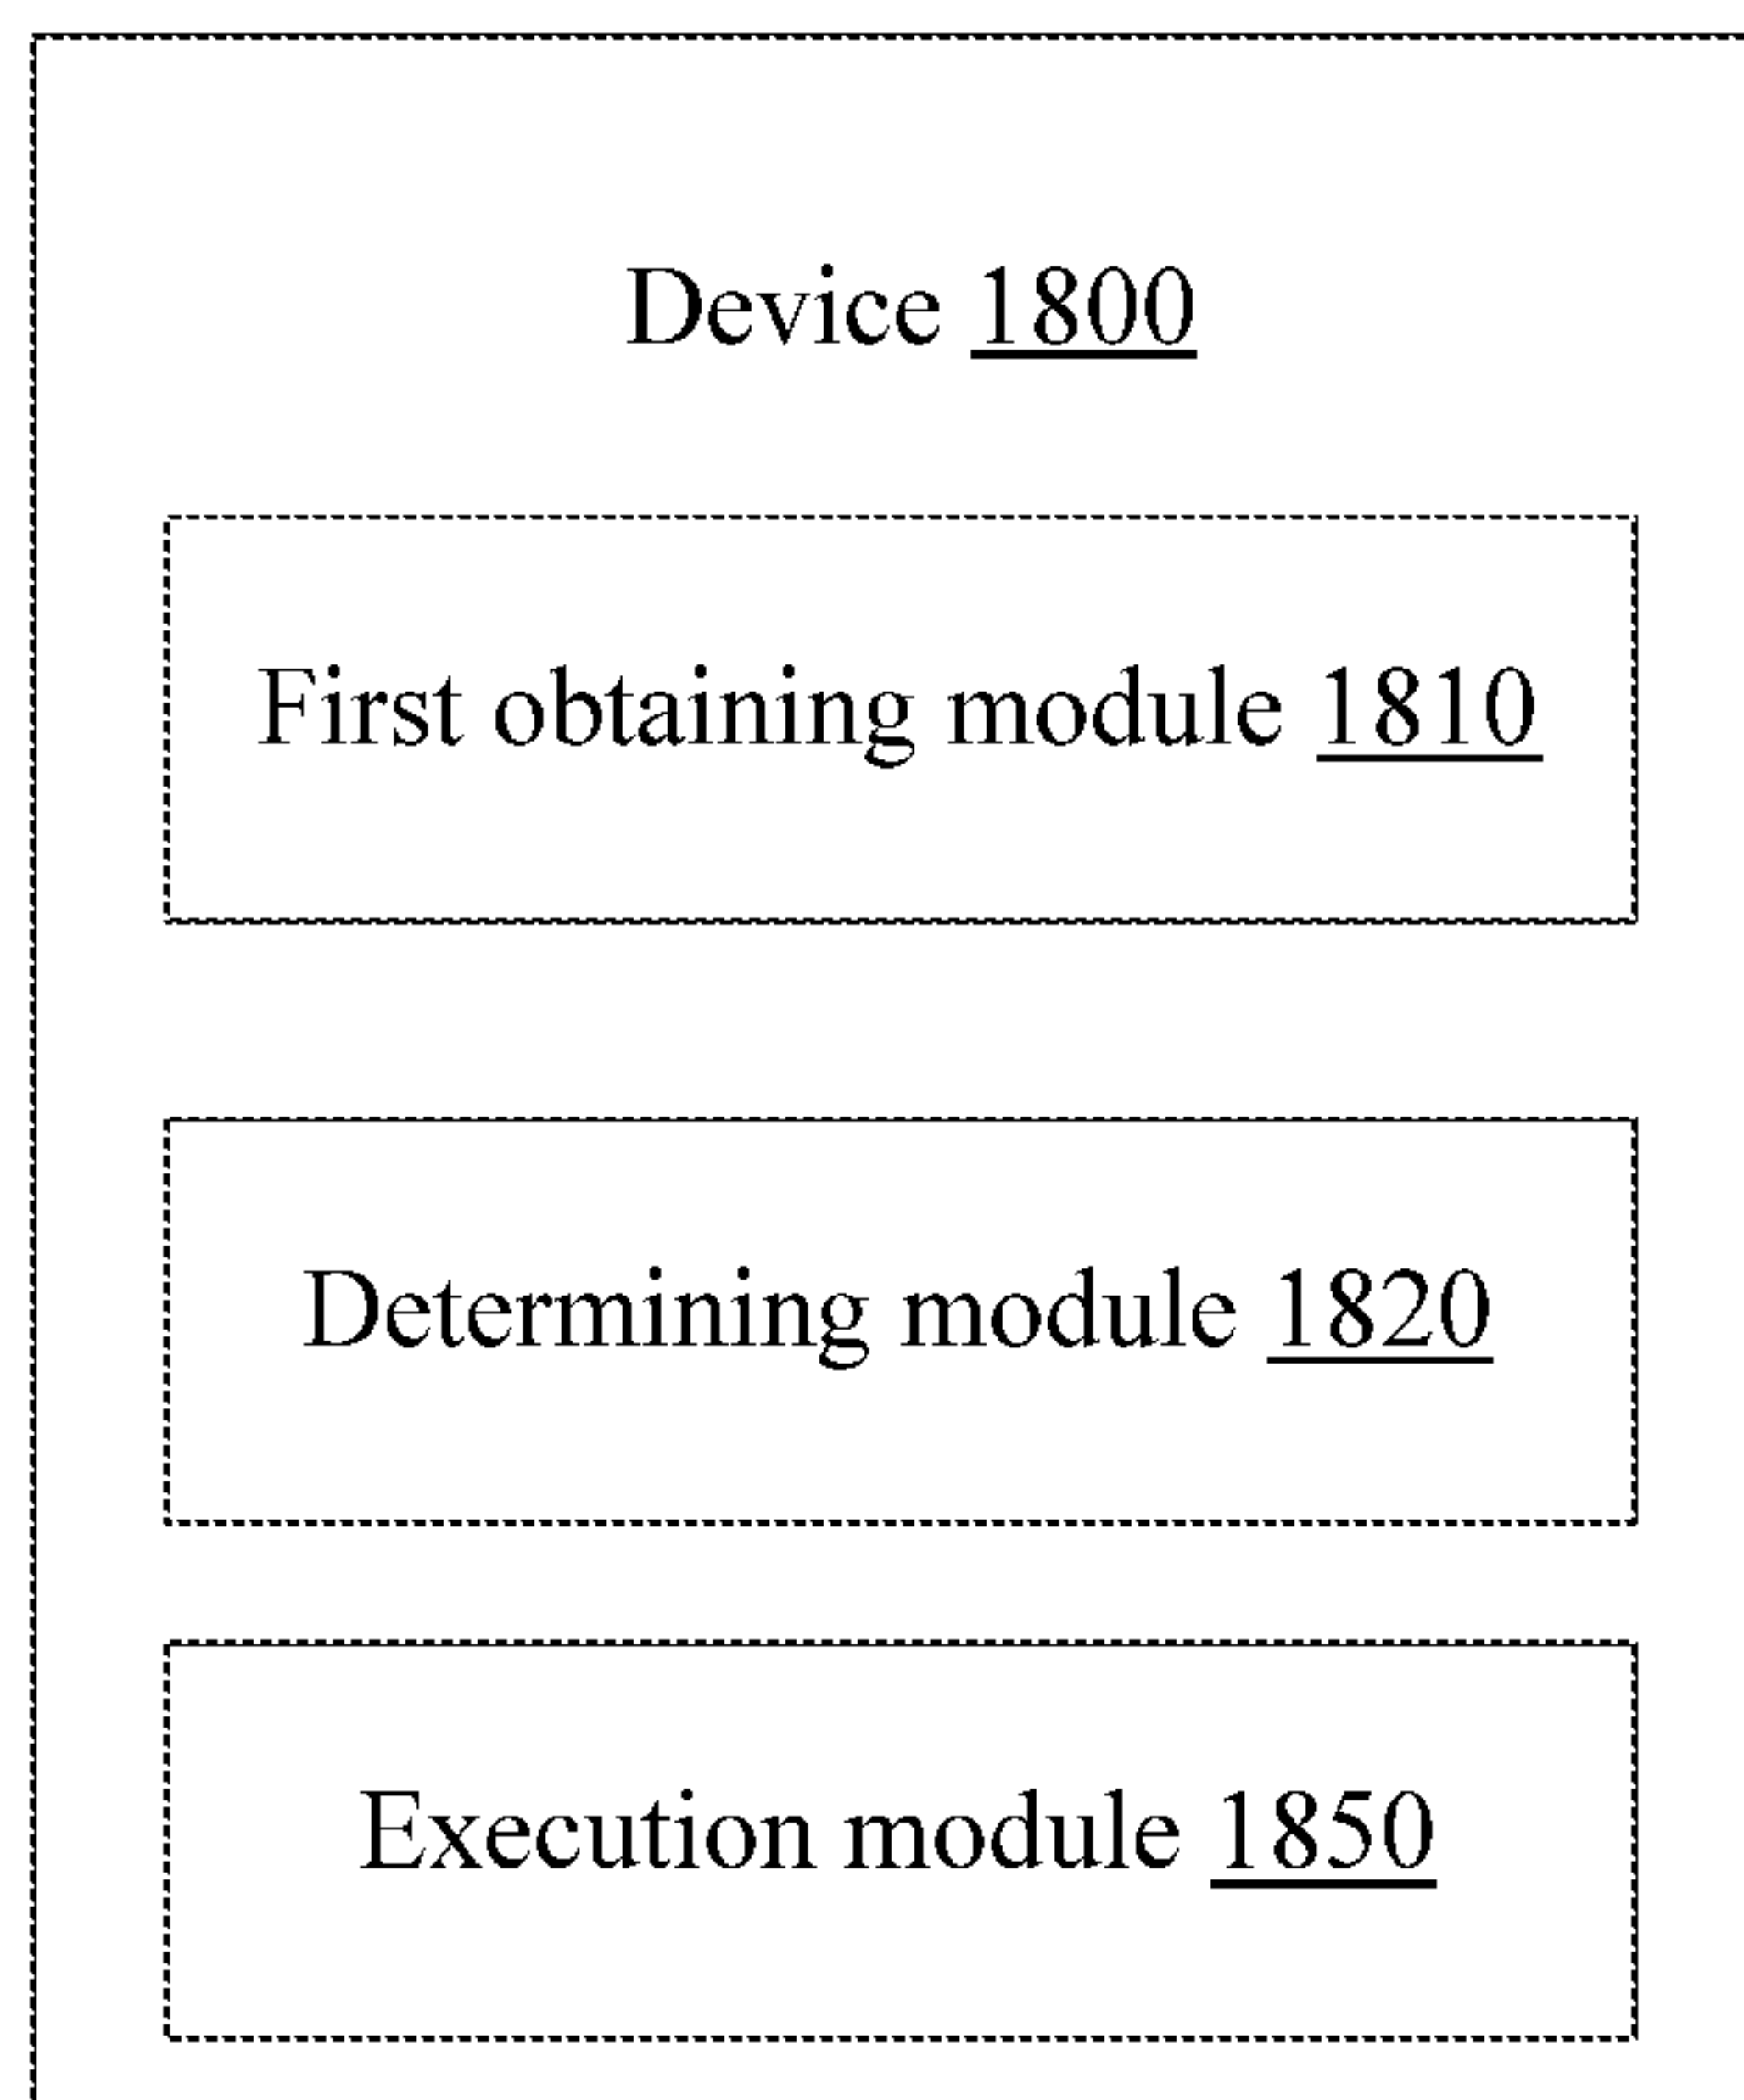 Device 1800
First obtaining module 1810
Determining module 1820
Execution module 1850